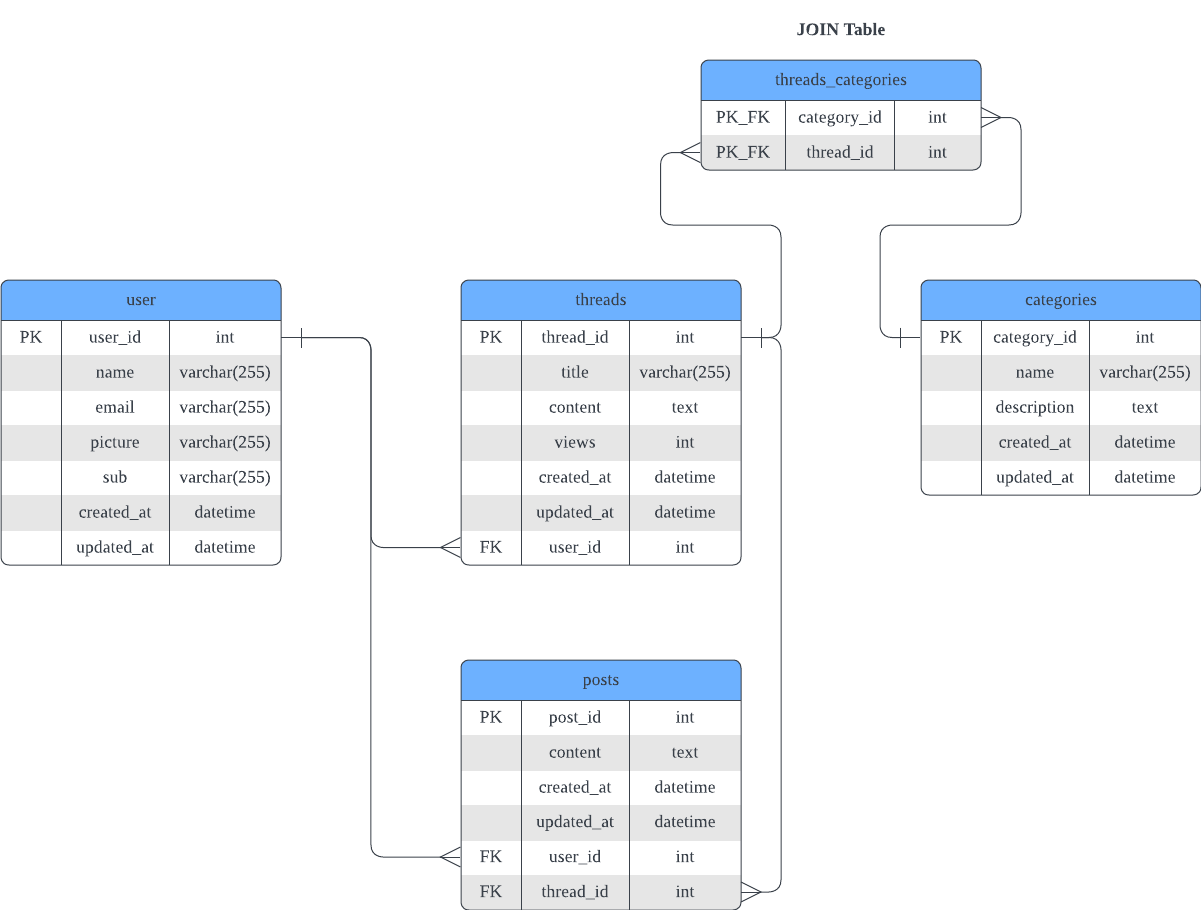 JOIN Table
threads_categories
PK_FK category_id int
PK_FK thread_id int
user
PK user_id int
name varchar(255)
email varchar(255)
picture varchar(255)
sub varchar(255)
created_at datetime
updated_at datetime
threads
PK thread_id int
title varchar(255)
content text
views int
created_at datetime
updated_at datetime
FK user_id int
categories
PK category_id int
name varchar(255)
description text
created_at datetime
updated_at datetime
posts
PK post_id int
content text
created_at datetime
updated_at datetime
FK user_id int
FK thread_id int